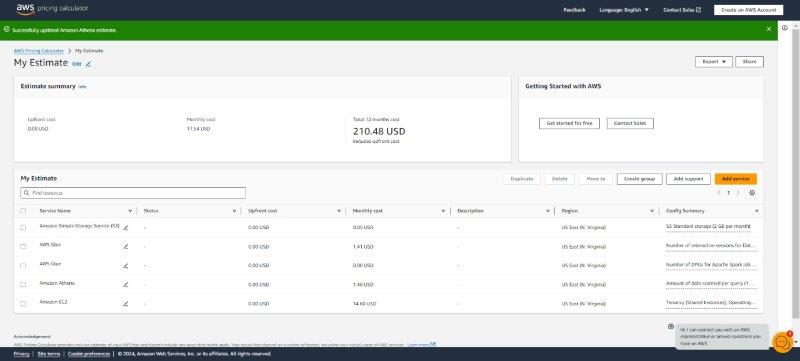 aws pricing calculator Feedback Language: English Contact Sales Create an AWS Account
Successfully updated Amazon Athena estimate.
AWS Pricing Calculator > My Estimate
My Estimate Edit Export Share
Estimate summary Info Getting Started with AWS
Upfront cost Monthly cost Total 12 months cost
0.00 USD 17.54 USD 210.48 USD
Includes upfront cost
Get started for free Contact Sales
My Estimate Duplicate Delete Move to Create group Add support Add service
Find resources 1
Service Name Status Upfront cost Monthly cost Description Region Config Summary
Amazon Simple Storage Service (S3) - 0.00 USD 0.05 USD - US East (N. Virginia) S3 Standard storage (2 GB per month)
AWS Glue - 0.00 USD 1.41 USD - US East (N. Virginia) Number of interactive sessions for Dat...
AWS Glue - 0.00 USD 0.00 USD - US East (N. Virginia) Number of DPUs for Apache Spark job ...
Amazon Athena - 0.00 USD 1.48 USD - US East (N. Virginia) Amount of data scanned per query (1 ...
Amazon EC2 - 0.00 USD 14.60 USD - US East (N. Virginia) Tenancy (Shared Instances), Operating...
Acknowledgement
AWS Pricing Calculator provides only an estimate of your AWS fees and doesn't include any taxes that might apply. Your actual fees depend on a variety of factors, including your actual usage of AWS services. Learn more
Hi, I can connect you with an AWS representative or answer questions you have on AWS.
1
Privacy | Site terms | Cookie preferences | © 2024, Amazon Web Services, Inc. or its affiliates. All rights reserved.